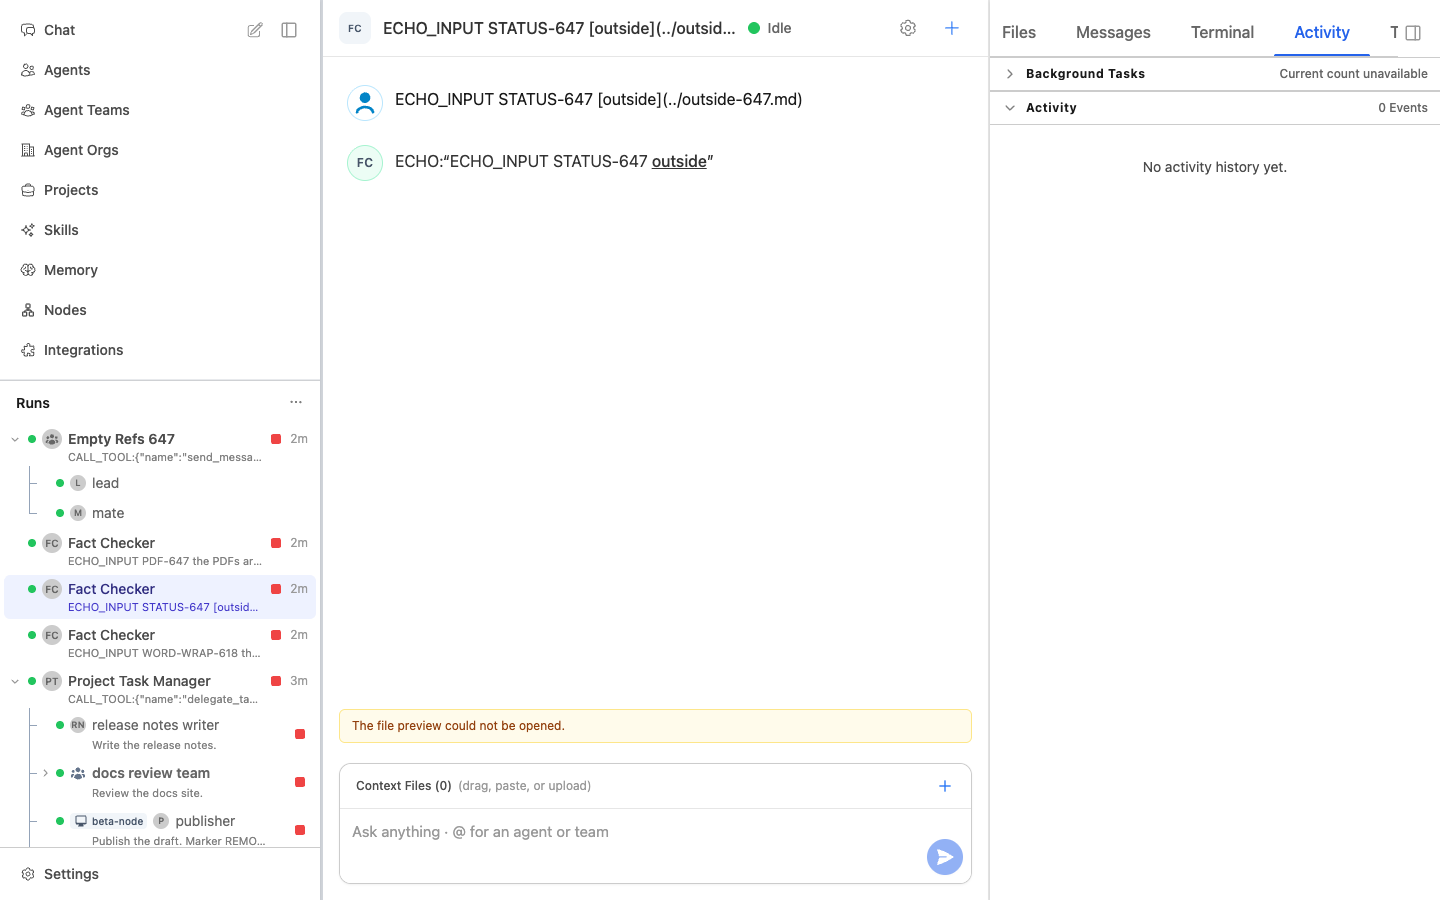 Chat
Agents
Agent Teams
Agent Orgs
Projects
Skills
Memory
Nodes
Integrations
Runs
Empty Refs 647
2m
CALL_TOOL:{"name":"send_messa...
L lead
M mate
FC Fact Checker
2m
ECHO_INPUT PDF-647 the PDFs ar...
FC Fact Checker
2m
ECHO_INPUT STATUS-647 [outsid...
FC Fact Checker
2m
ECHO_INPUT WORD-WRAP-618 th...
PT Project Task Manager
3m
CALL_TOOL:{"name":"delegate_ta...
RN release notes writer
Write the release notes.
docs review team
Review the docs site.
beta-node P publisher
Publish the draft. Marker REMO...
Settings
FC ECHO_INPUT STATUS-647 [outside](../outsid... Idle
ECHO_INPUT STATUS-647 [outside](../outside-647.md)
FC ECHO:“ECHO_INPUT STATUS-647 outside”
The file preview could not be opened.
Context Files (0) (drag, paste, or upload)
Ask anything · @ for an agent or team
Files Messages Terminal Activity T
Background Tasks Current count unavailable
Activity 0 Events
No activity history yet.